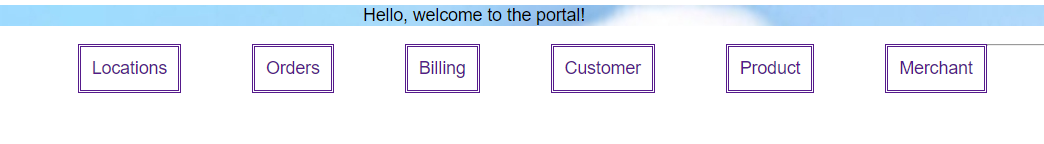 Hello, welcome to the portal!
Locations Orders Billing Customer Product Merchant